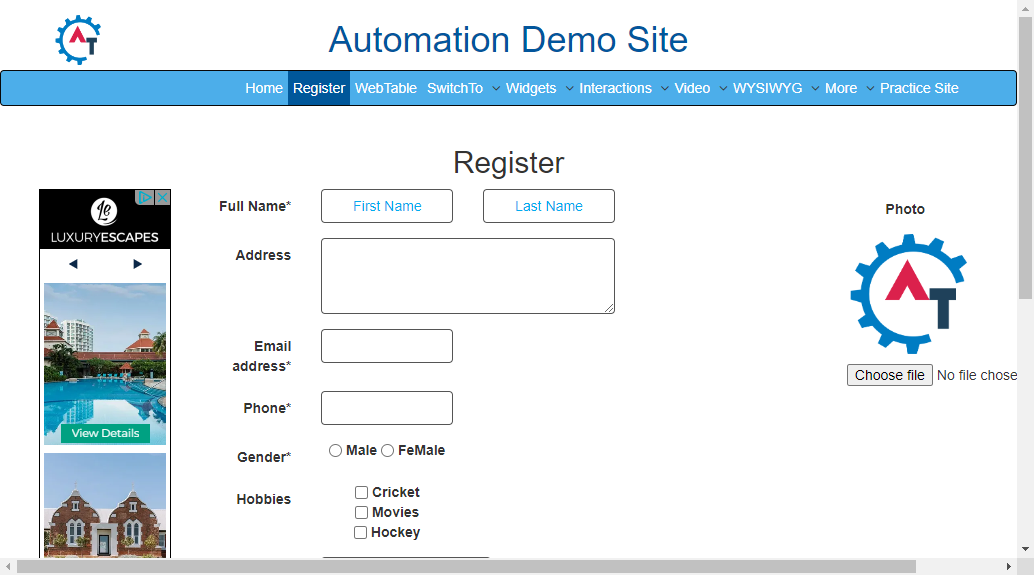 Automation Demo Site
Home Register WebTable SwitchTo Widgets Interactions Video WYSIWYG More Practice Site
Register
Le
LUXURYESCAPES
View Details
Full Name*
First Name
Last Name
Address
Email
address*
Phone*
Gender*
Male FeMale
Hobbies
Cricket
Movies
Hockey
Photo
AT
Choose file No file chose